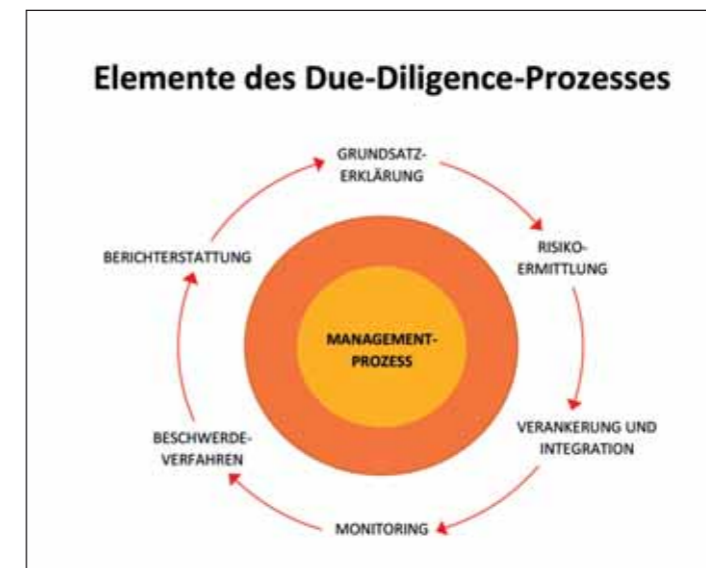 Elemente des Due-Diligence-Prozesses
GRUNDSATZ-
ERKLÄRUNG
RISIKO-
ERMITTLUNG
VERANKERUNG UND
INTEGRATION
MONITORING
BESCHWERDE-
VERFAHREN
BERICHTERSTATTUNG
MANAGEMENT-
PROZESS